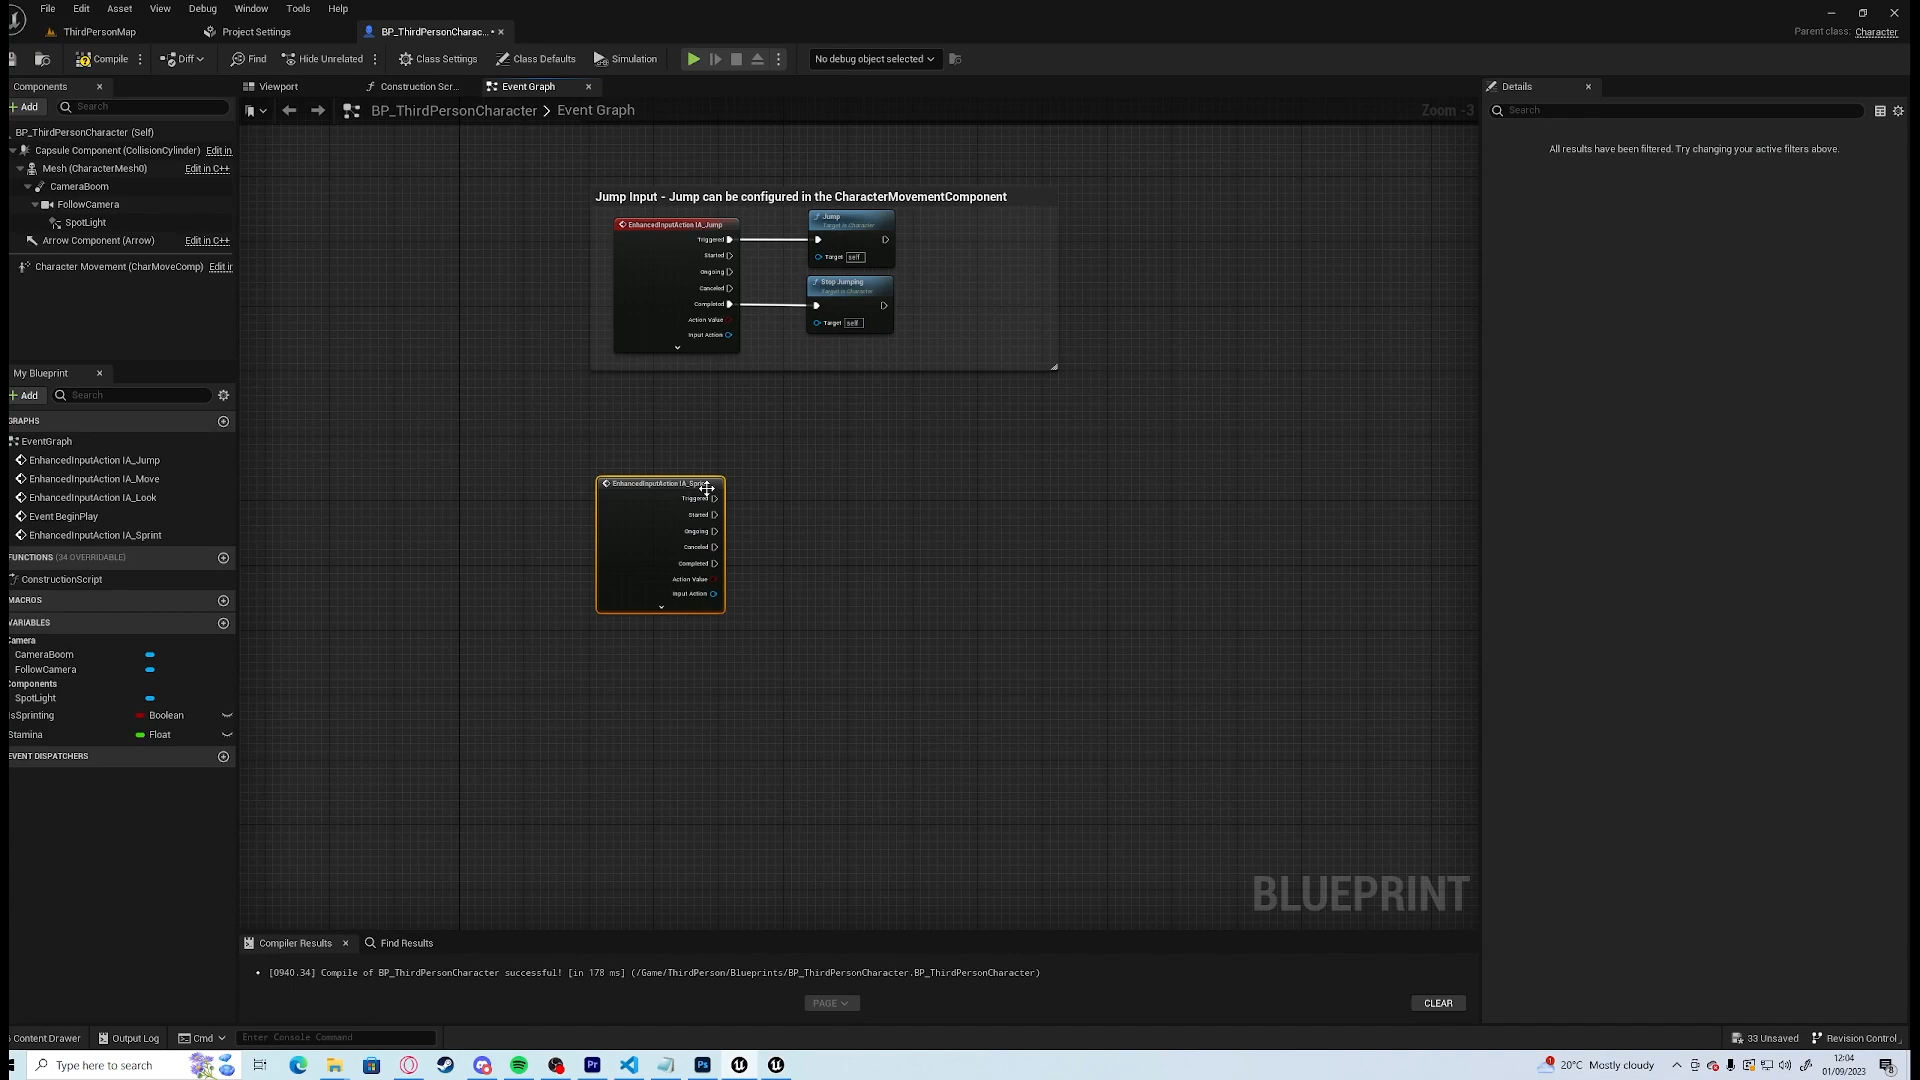 File Edit Asset View Debug Window Tools Help
ThirdPersonMap Project Settings BP_ThirdPersonCharac... •
Parent class: Character
Compile Diff Find Hide Unrelated Class Settings Class Defaults Simulation No debug object selected
Components
Add Search
BP_ThirdPersonCharacter (Self)
Capsule Component (CollisionCylinder) Edit in
Mesh (CharacterMesh0) Edit in C++
CameraBoom
FollowCamera
SpotLight
Arrow Component (Arrow) Edit in C++
Character Movement (CharMoveComp) Edit in
My Blueprint
Add Search
GRAPHS
EventGraph
EnhancedInputAction IA_Jump
EnhancedInputAction IA_Move
EnhancedInputAction IA_Look
Event BeginPlay
EnhancedInputAction IA_Sprint
FUNCTIONS (34 OVERRIDABLE)
ConstructionScript
MACROS
VARIABLES
Camera
CameraBoom
FollowCamera
Components
SpotLight
sSprinting Boolean
Stamina Float
EVENT DISPATCHERS
Viewport Construction Scr... Event Graph
BP_ThirdPersonCharacter > Event Graph
Zoom -3
Jump Input - Jump can be configured in the CharacterMovementComponent
EnhancedInputAction IA_Jump
Triggered
Started
Ongoing
Canceled
Completed
Action Value
Input Action
Jump
Target is Character
Target self
Stop Jumping
Target is Character
Target self
EnhancedInputAction
Triggered
Started
Ongoing
Canceled
Completed
Action Value
Input Action
BLUEPRINT
Details
Search
All results have been filtered. Try changing your active filters above.
Compiler Results Find Results
• [0940.34] Compile of BP_ThirdPersonCharacter successful! [in 178 ms] (/Game/ThirdPerson/Blueprints/BP_ThirdPersonCharacter.BP_ThirdPersonCharacter)
PAGE
CLEAR
Content Drawer Output Log Cmd Enter Console Command
33 Unsaved Revision Control
Type here to search
Pr
Ps
1
20°C Mostly cloudy
12:04
01/09/2023
8